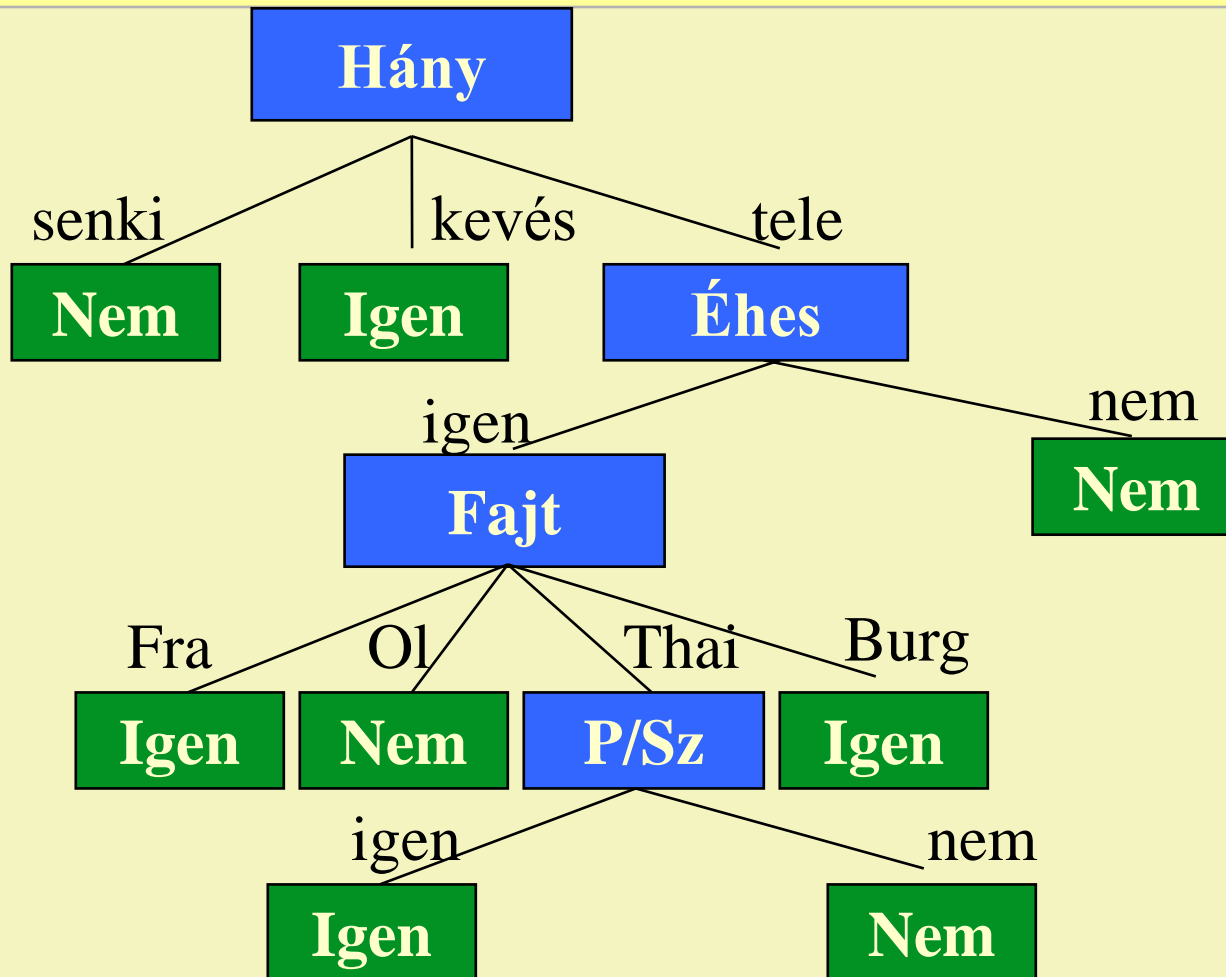 Hány
senki kevés tele
Nem Igen Éhes
igen nem
Nem
Fajt
Fra Ol Thai Burg
Igen Nem P/Sz Igen
igen nem
Igen Nem